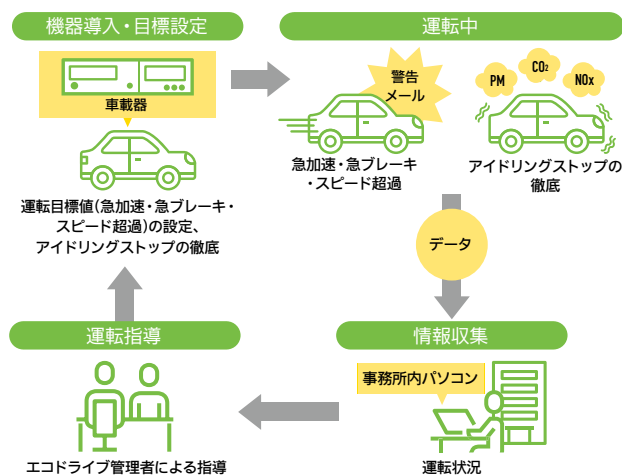 機器導入・目標設定
車載器
運転目標値(急加速・急ブレーキ・
スピード超過)の設定、
アイドリングストップの徹底
運転中
警告
メール
急加速・急ブレーキ
・スピード超過
PM
CO₂
NOx
アイドリングストップの
徹底
データ
情報収集
事務所内パソコン
運転状況
運転指導
エコドライブ管理者による指導